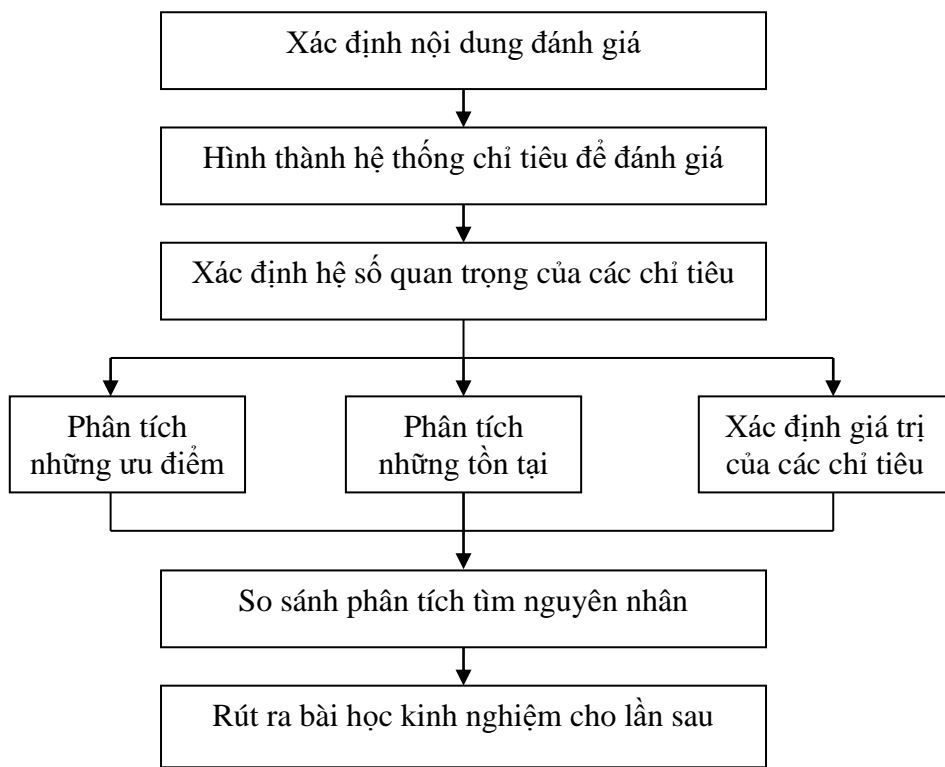 Xác định nội dung đánh giá
Hình thành hệ thống chỉ tiêu để đánh giá
Xác định hệ số quan trọng của các chỉ tiêu
Phân tích
những ưu điểm
Phân tích
những tồn tại
Xác định giá trị
của các chỉ tiêu
So sánh phân tích tìm nguyên nhân
Rút ra bài học kinh nghiệm cho lần sau